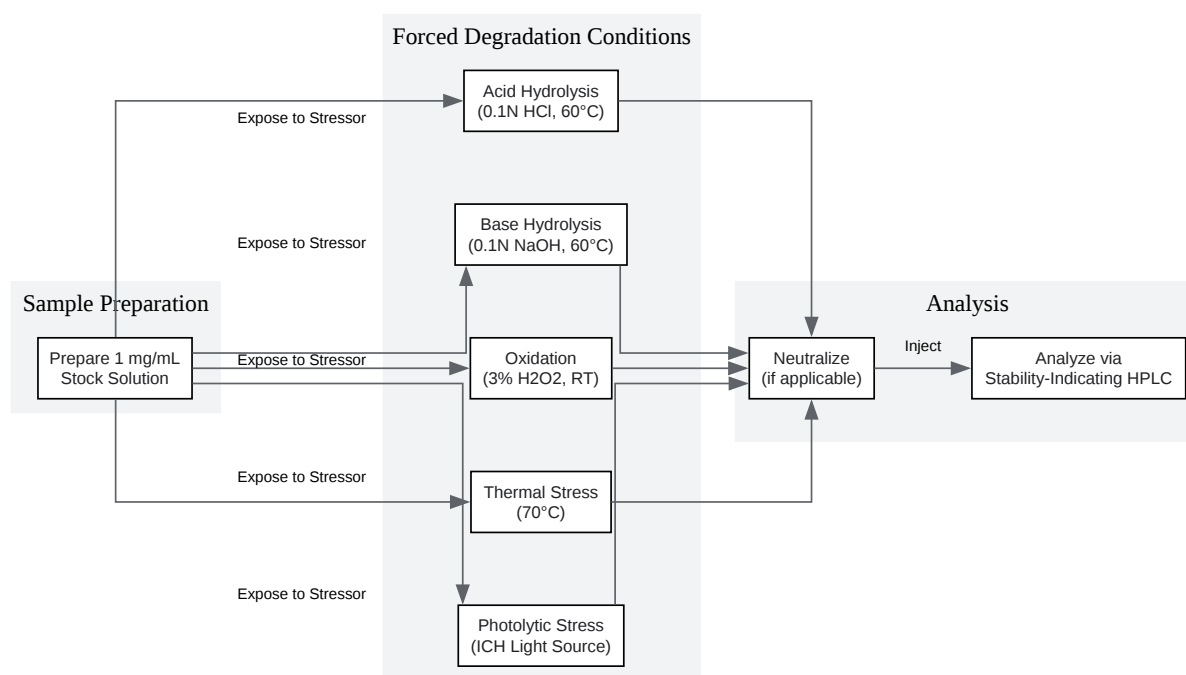 Forced Degradation Conditions
Acid Hydrolysis
(0.1N HCl, 60°C)
Expose to Stressor
Base Hydrolysis
(0.1N NaOH, 60°C)
Expose to Stressor
Sample Preparation
Analysis
Prepare 1 mg/mL
Stock Solution
Expose to Stressor
Oxidation
(3% H2O2, RT)
Neutralize
(if applicable)
Inject
Analyze via
Stability-Indicating HPLC
Expose to Stressor
Thermal Stress
(70°C)
Expose to Stressor
Photolytic Stress
(ICH Light Source)